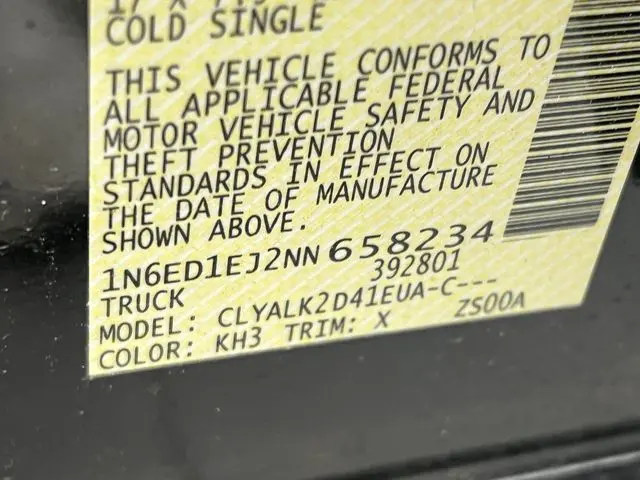 COLD SINGLE
THIS VEHICLE CONFORMS TO
ALL APPLICABLE FEDERAL
MOTOR VEHICLE SAFETY AND
THEFT PREVENTION
STANDARDS IN EFFECT ON
THE DATE OF MANUFACTURE
SHOWN ABOVE.
1N6ED1EJ2NN658234
TRUCK 392801
MODEL: CLYALK2D41EUA-C---
COLOR: KH3 TRIM: X ZS00A